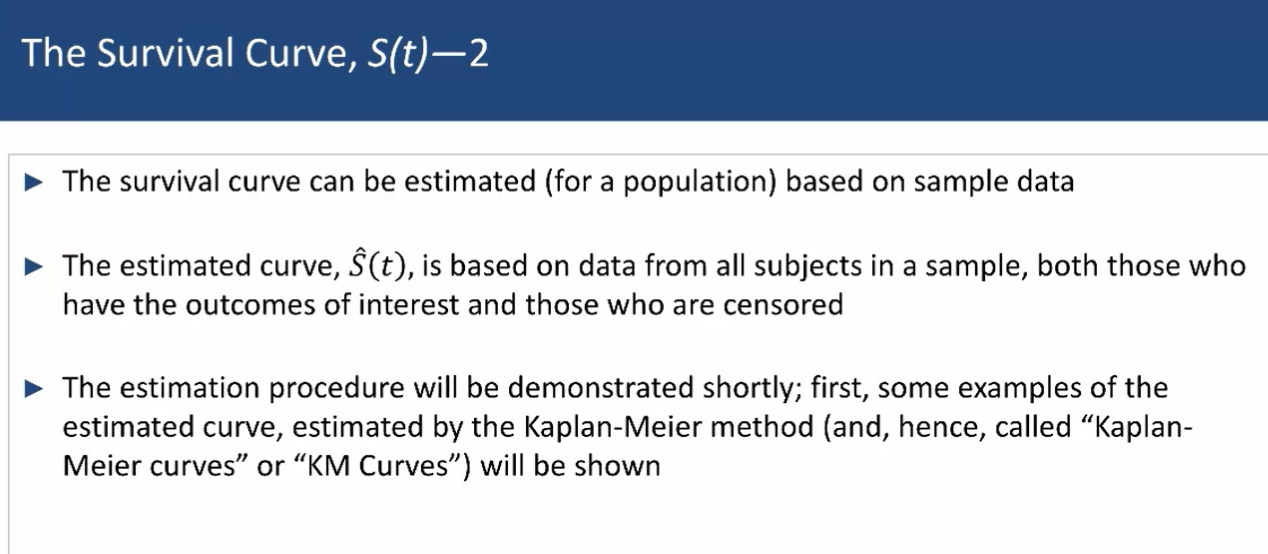 The Survival Curve, S(t)—2
► The survival curve can be estimated (for a population) based on sample data
► The estimated curve, Ŝ(t), is based on data from all subjects in a sample, both those who
have the outcomes of interest and those who are censored
► The estimation procedure will be demonstrated shortly; first, some examples of the
estimated curve, estimated by the Kaplan-Meier method (and, hence, called “Kaplan-
Meier curves” or “KM Curves”) will be shown